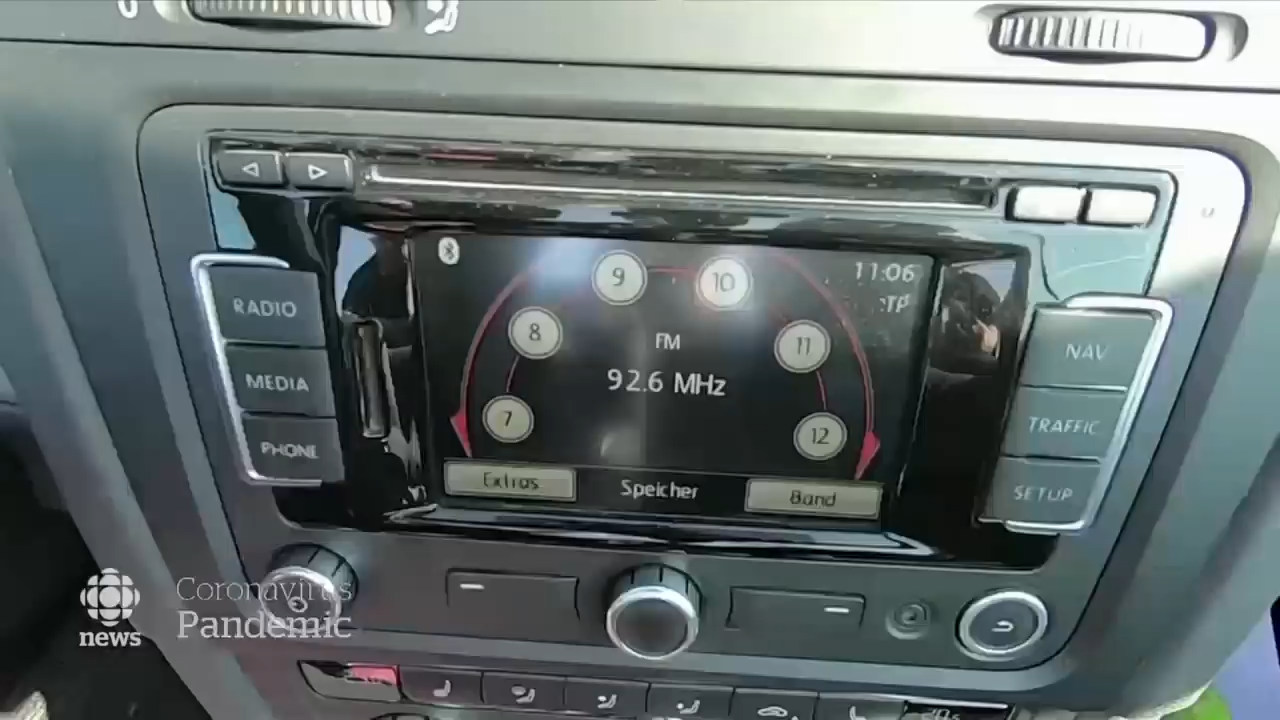 9
10
11:06
TP
8
FM
11
92.6 MHz
7
12
Extras
Speicher
Band
RADIO
MEDIA
PHONE
NAV
TRAFFIC
SETUP
news
Coronavirus
Pandemic